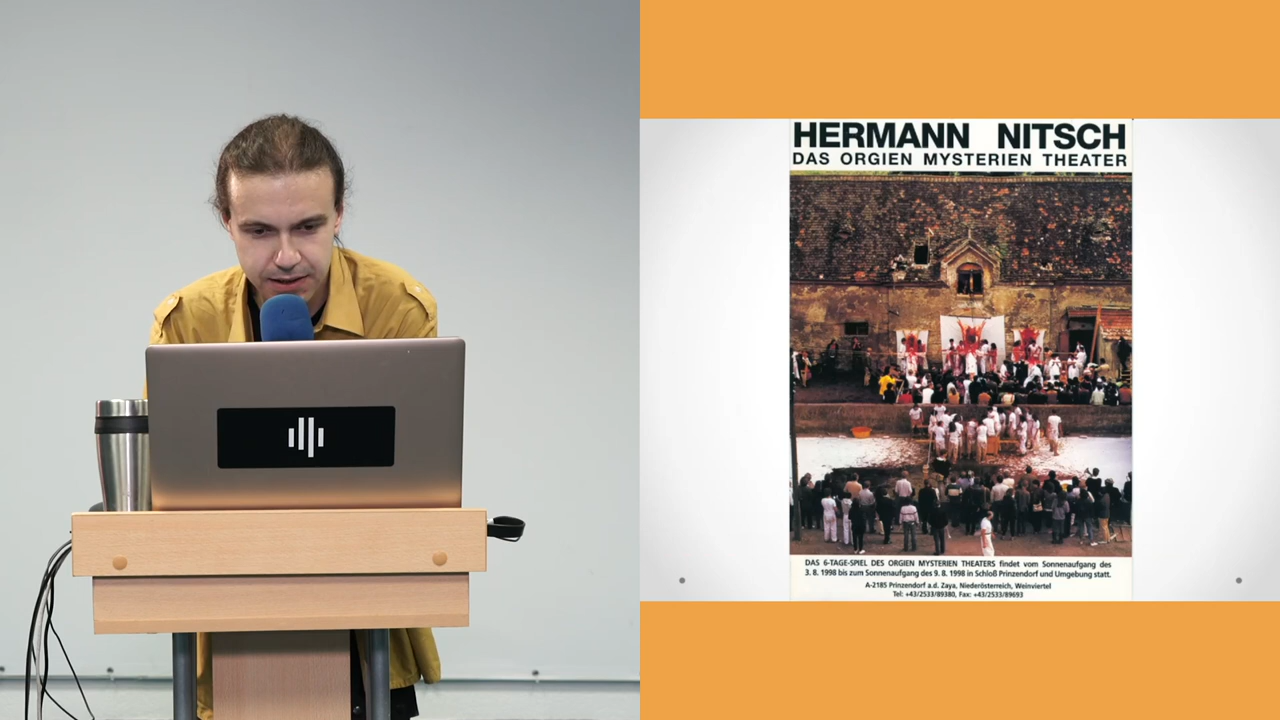 HERMANN NITSCH
DAS ORGIEN MYSTERIEN THEATER
DAS 6-TAGE-SPIEL DES ORGIEN MYSTERIEN THEATERS findet vom Sonnenaufgang des
3. 8. 1998 bis zum Sonnenaufgang des 9. 8. 1998 in Schloß Prinzendorf und Umgebung statt.
A-2185 Prinzendorf a.d. Zaya, Niederösterreich, Weinviertel
Tel: +43/2533/89380, Fax: +43/2533/89693